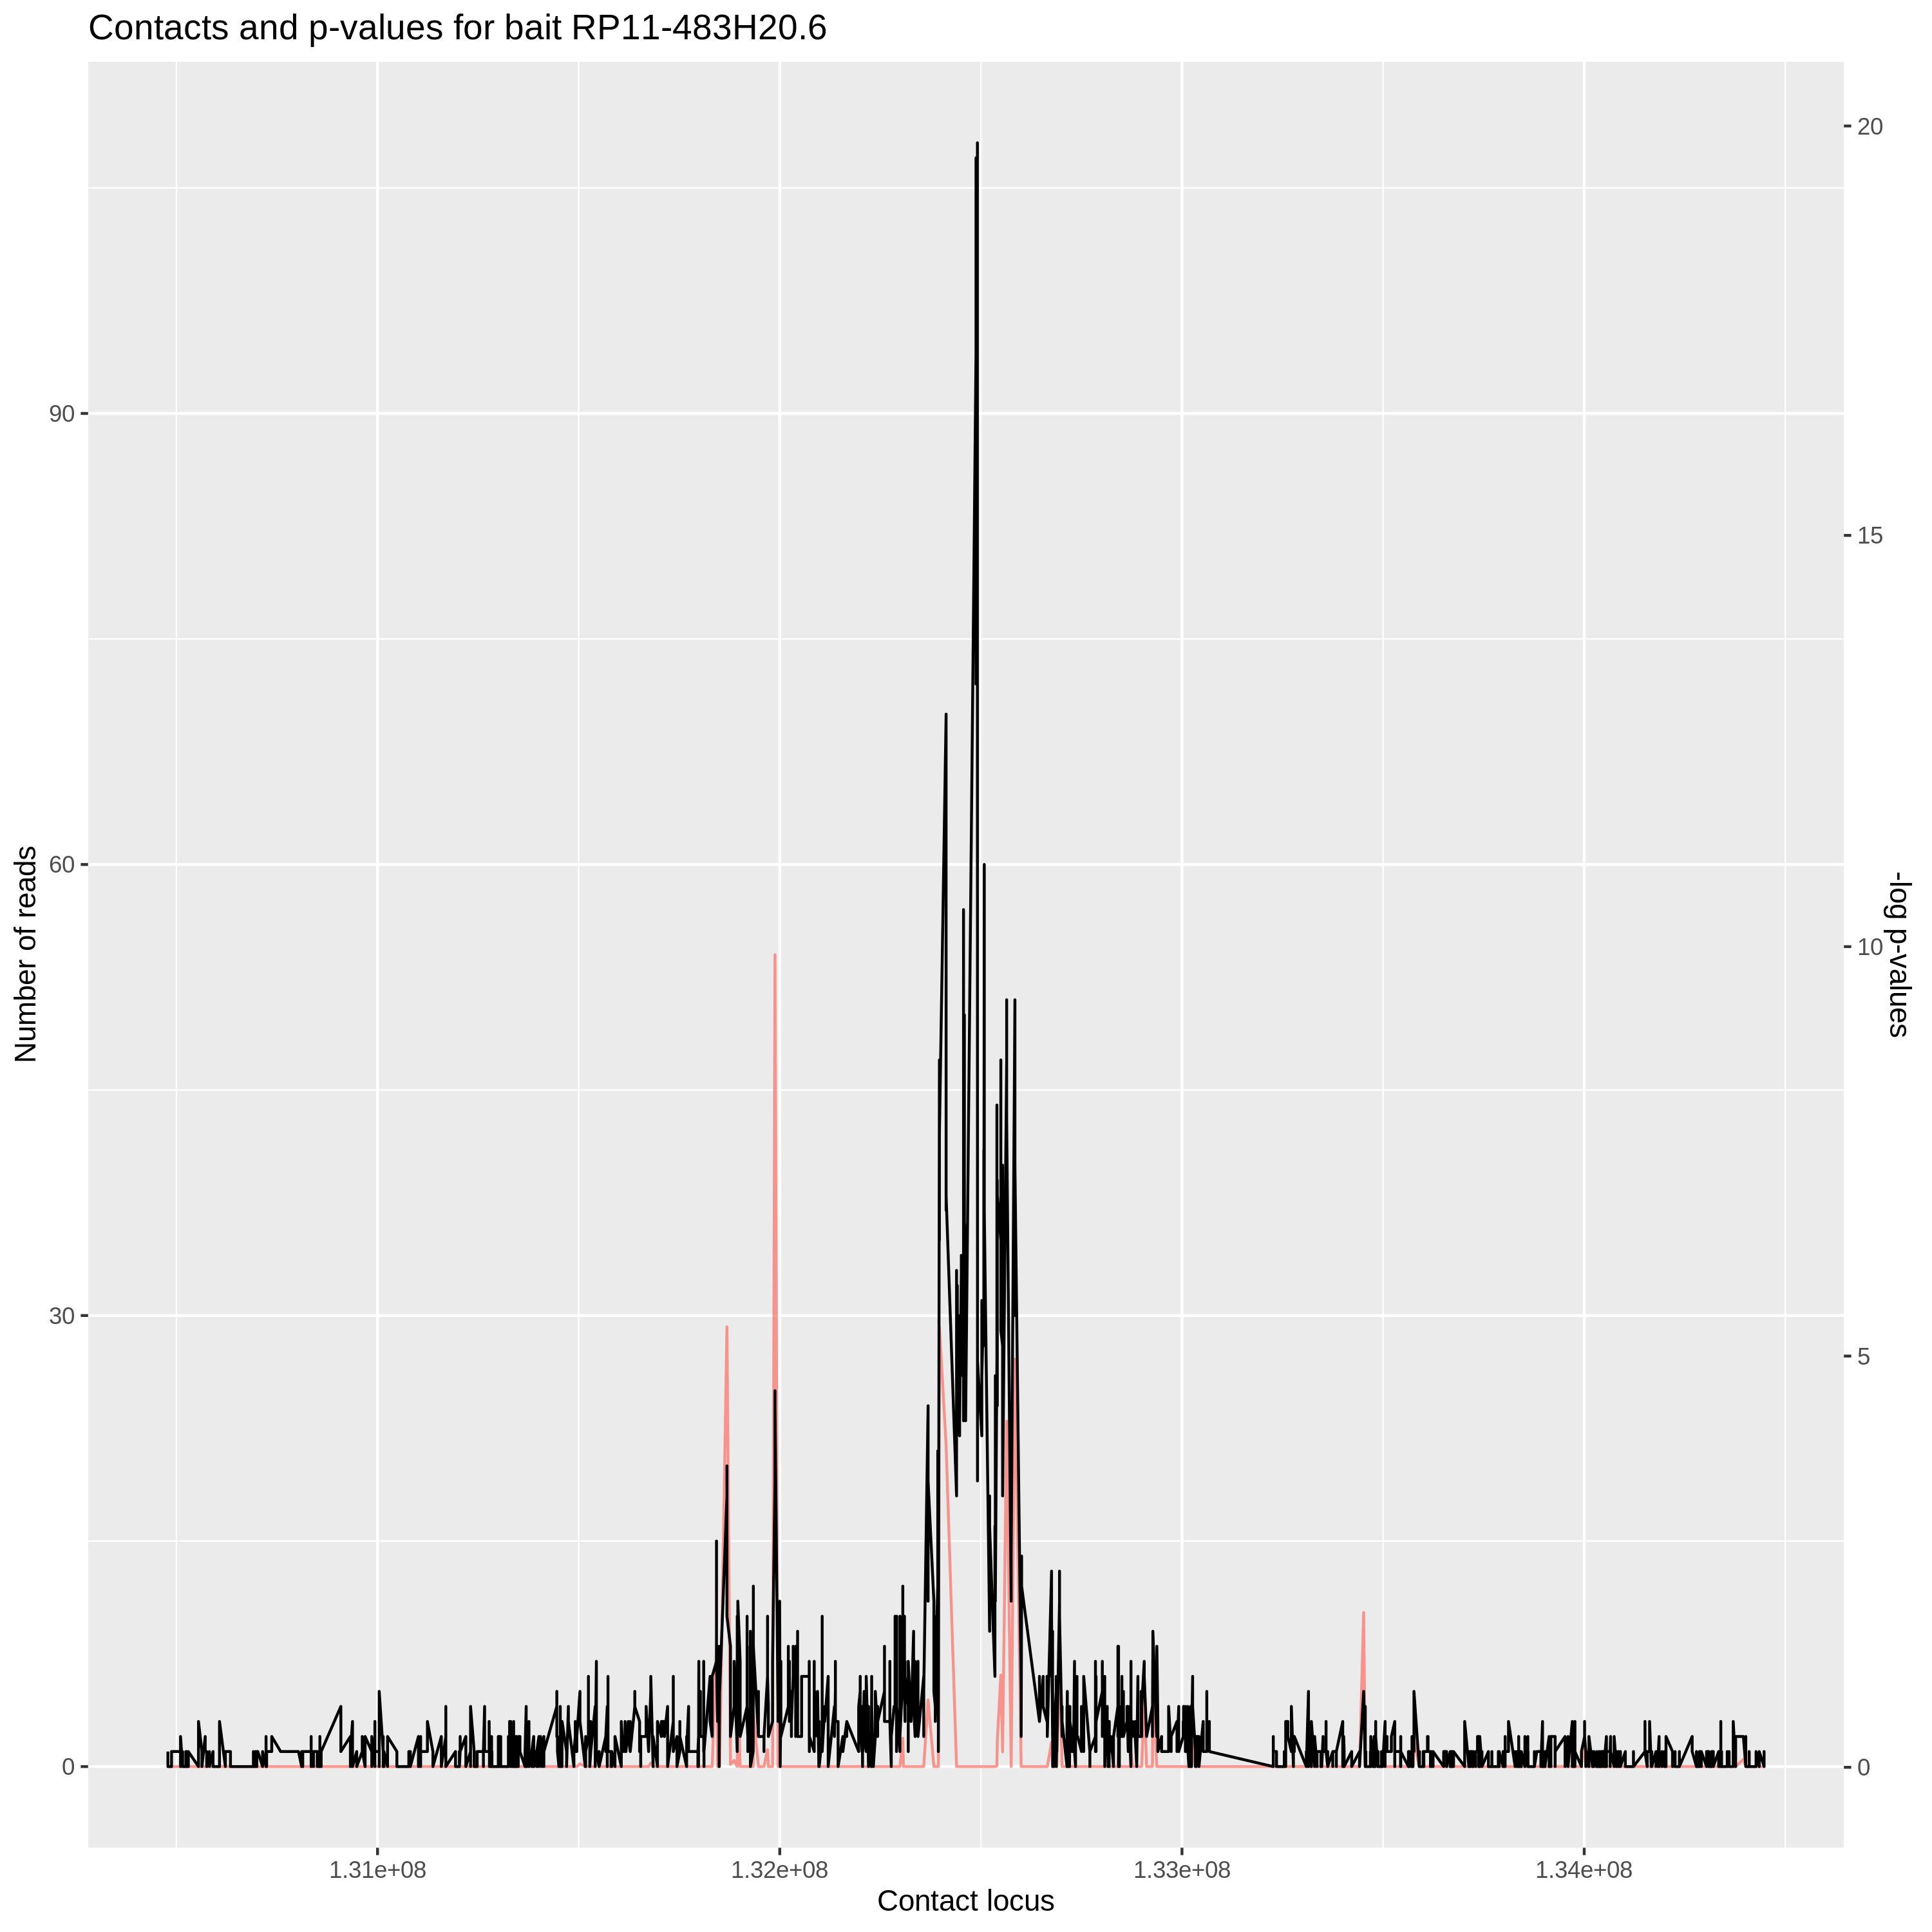 Contacts and p-values for bait RP11-483H20.6
Number of reads
90
60
30
0
20
15
10
5
0
-log p-values
1.31e+08
1.32e+08
1.33e+08
1.34e+08
Contact locus